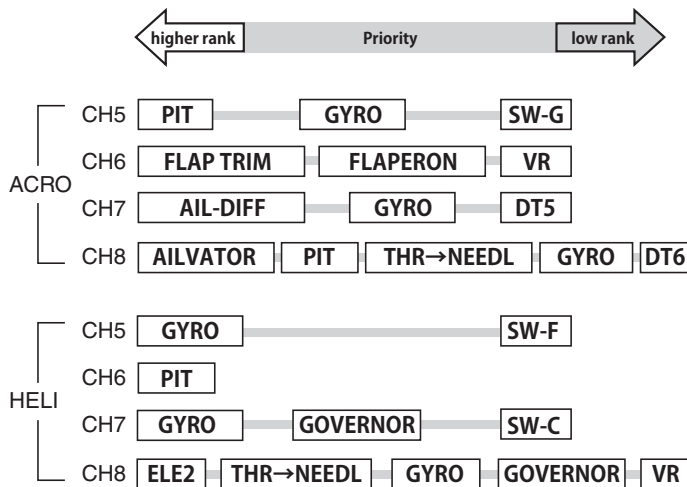 higher rank Priority low rank
ACRO
CH5 PIT GYRO SW-G
CH6 FLAP TRIM FLAPERON VR
CH7 AIL-DIFF GYRO DT5
CH8 AILVATOR PIT THR→NEEDL GYRO DT6
HELI
CH5 GYRO SW-F
CH6 PIT
CH7 GYRO GOVERNOR SW-C
CH8 ELE2 THR→NEEDL GYRO GOVERNOR VR